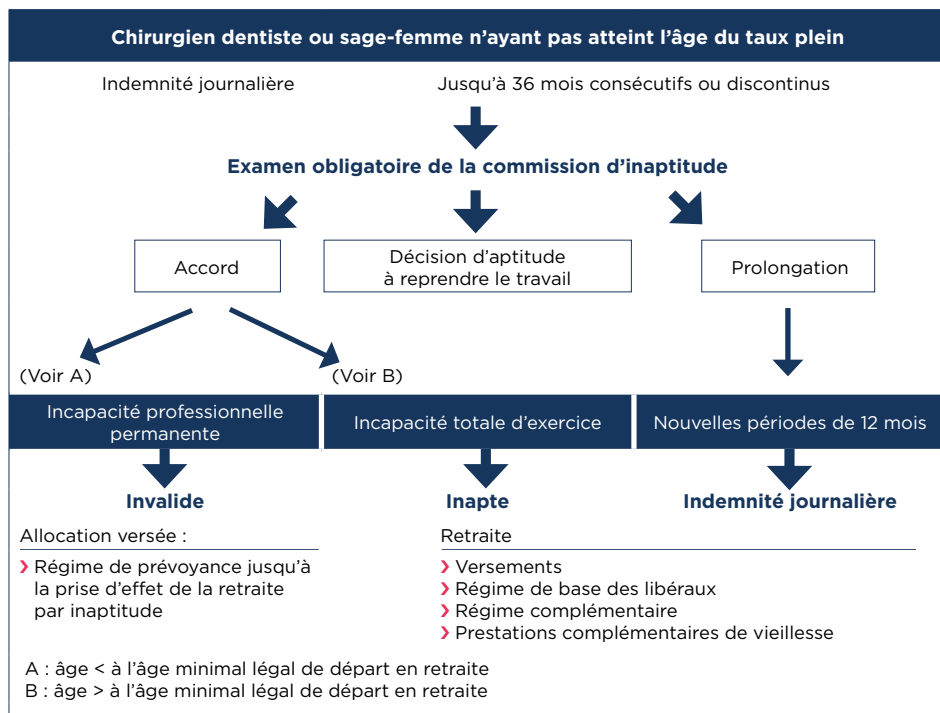 Chirurgien dentiste ou sage-femme n'ayant pas atteint l'âge du taux plein
Indemnité journalière
Jusqu'à 36 mois consécutifs ou discontinus
Examen obligatoire de la commission d'inaptitude
Accord
Décision d'aptitude
à reprendre le travail
Prolongation
(Voir A)
(Voir B)
Incapacité professionnelle
permanente
Incapacité totale d'exercice
Nouvelles périodes de 12 mois
Invalide
Inapte
Indemnité journalière
Allocation versée :
❯ Régime de prévoyance jusqu'à
la prise d'effet de la retraite
par inaptitude
Retraite
❯ Versements
❯ Régime de base des libéraux
❯ Régime complémentaire
❯ Prestations complémentaires de vieillesse
A : âge < à l'âge minimal légal de départ en retraite
B : âge > à l'âge minimal légal de départ en retraite